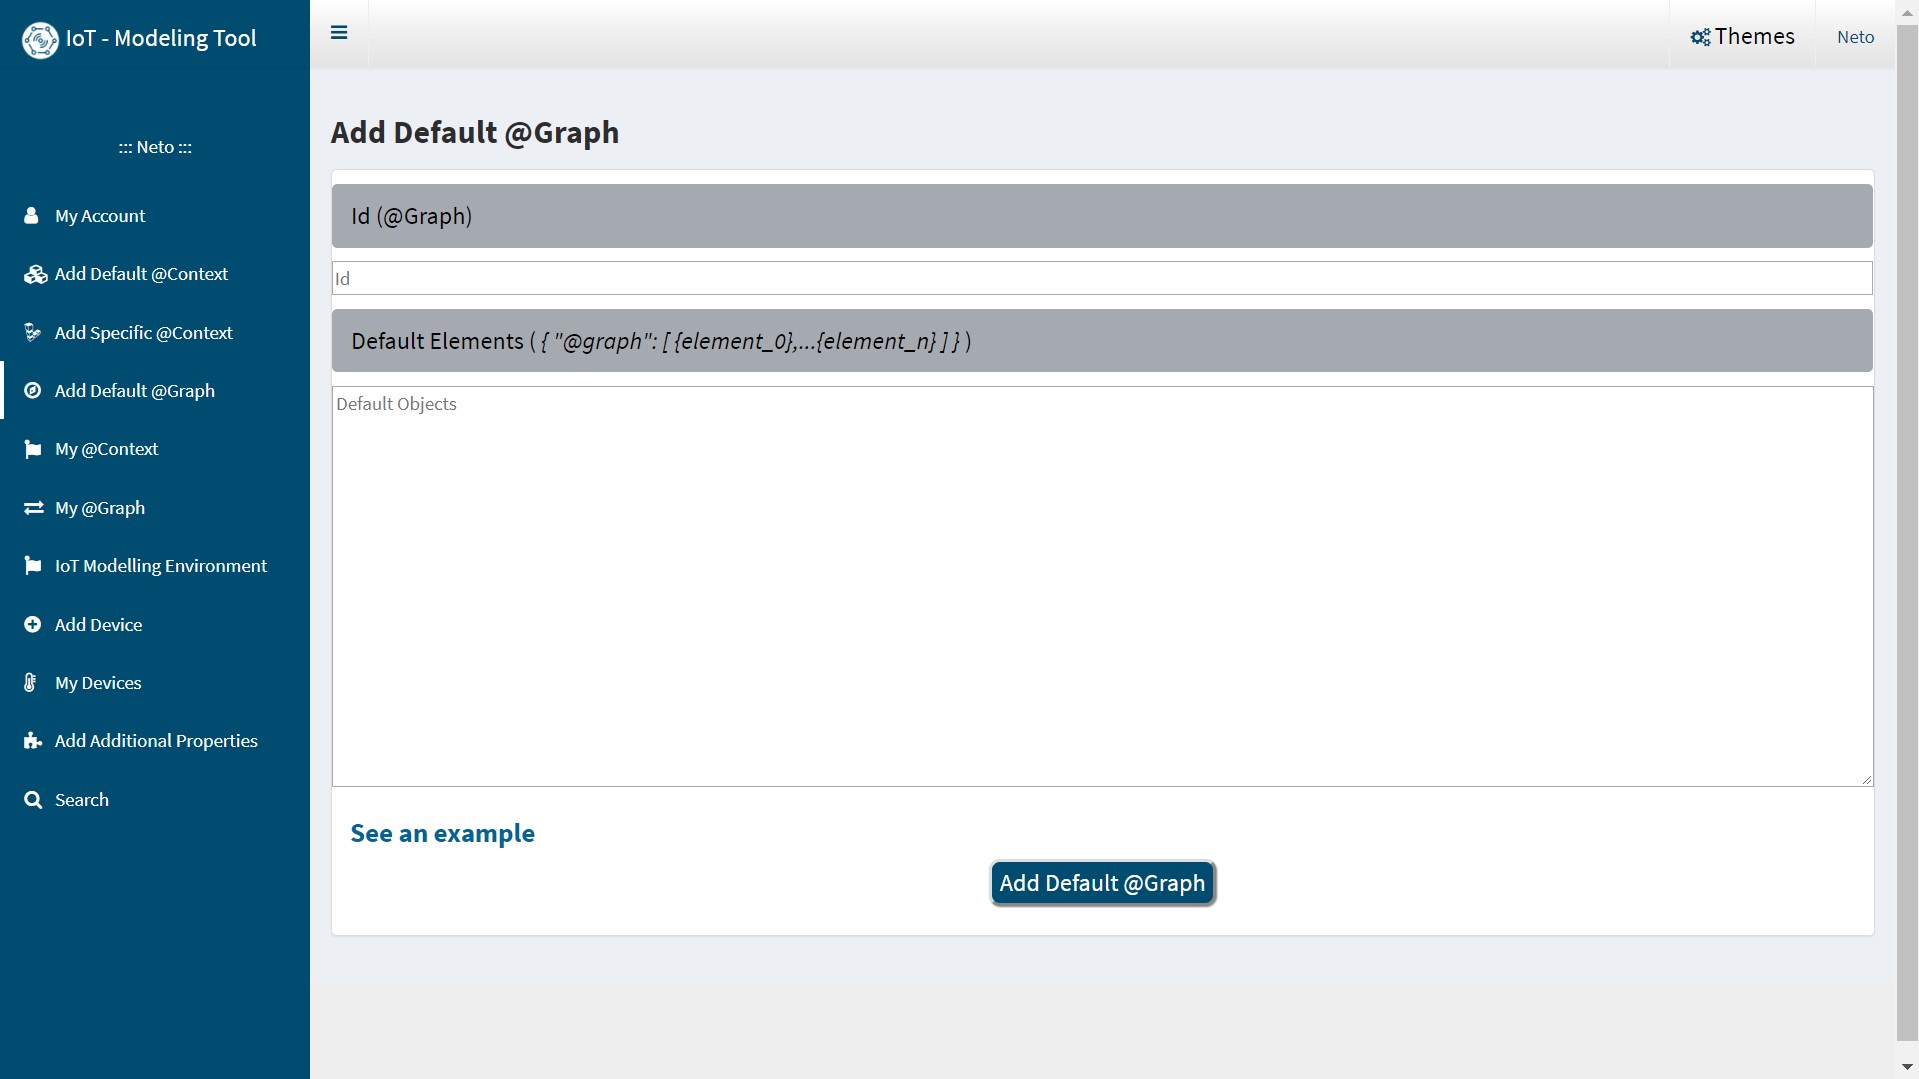 IoT - Modeling Tool
Themes
Neto
::: Neto :::
My Account
Add Default @Context
Add Specific @Context
Add Default @Graph
My @Context
My @Graph
IoT Modelling Environment
Add Device
My Devices
Add Additional Properties
Search
Add Default @Graph
Id (@Graph)
Id
Default Elements ( { "@graph": [ {element_0},...{element_n} ] } )
Default Objects
See an example
Add Default @Graph